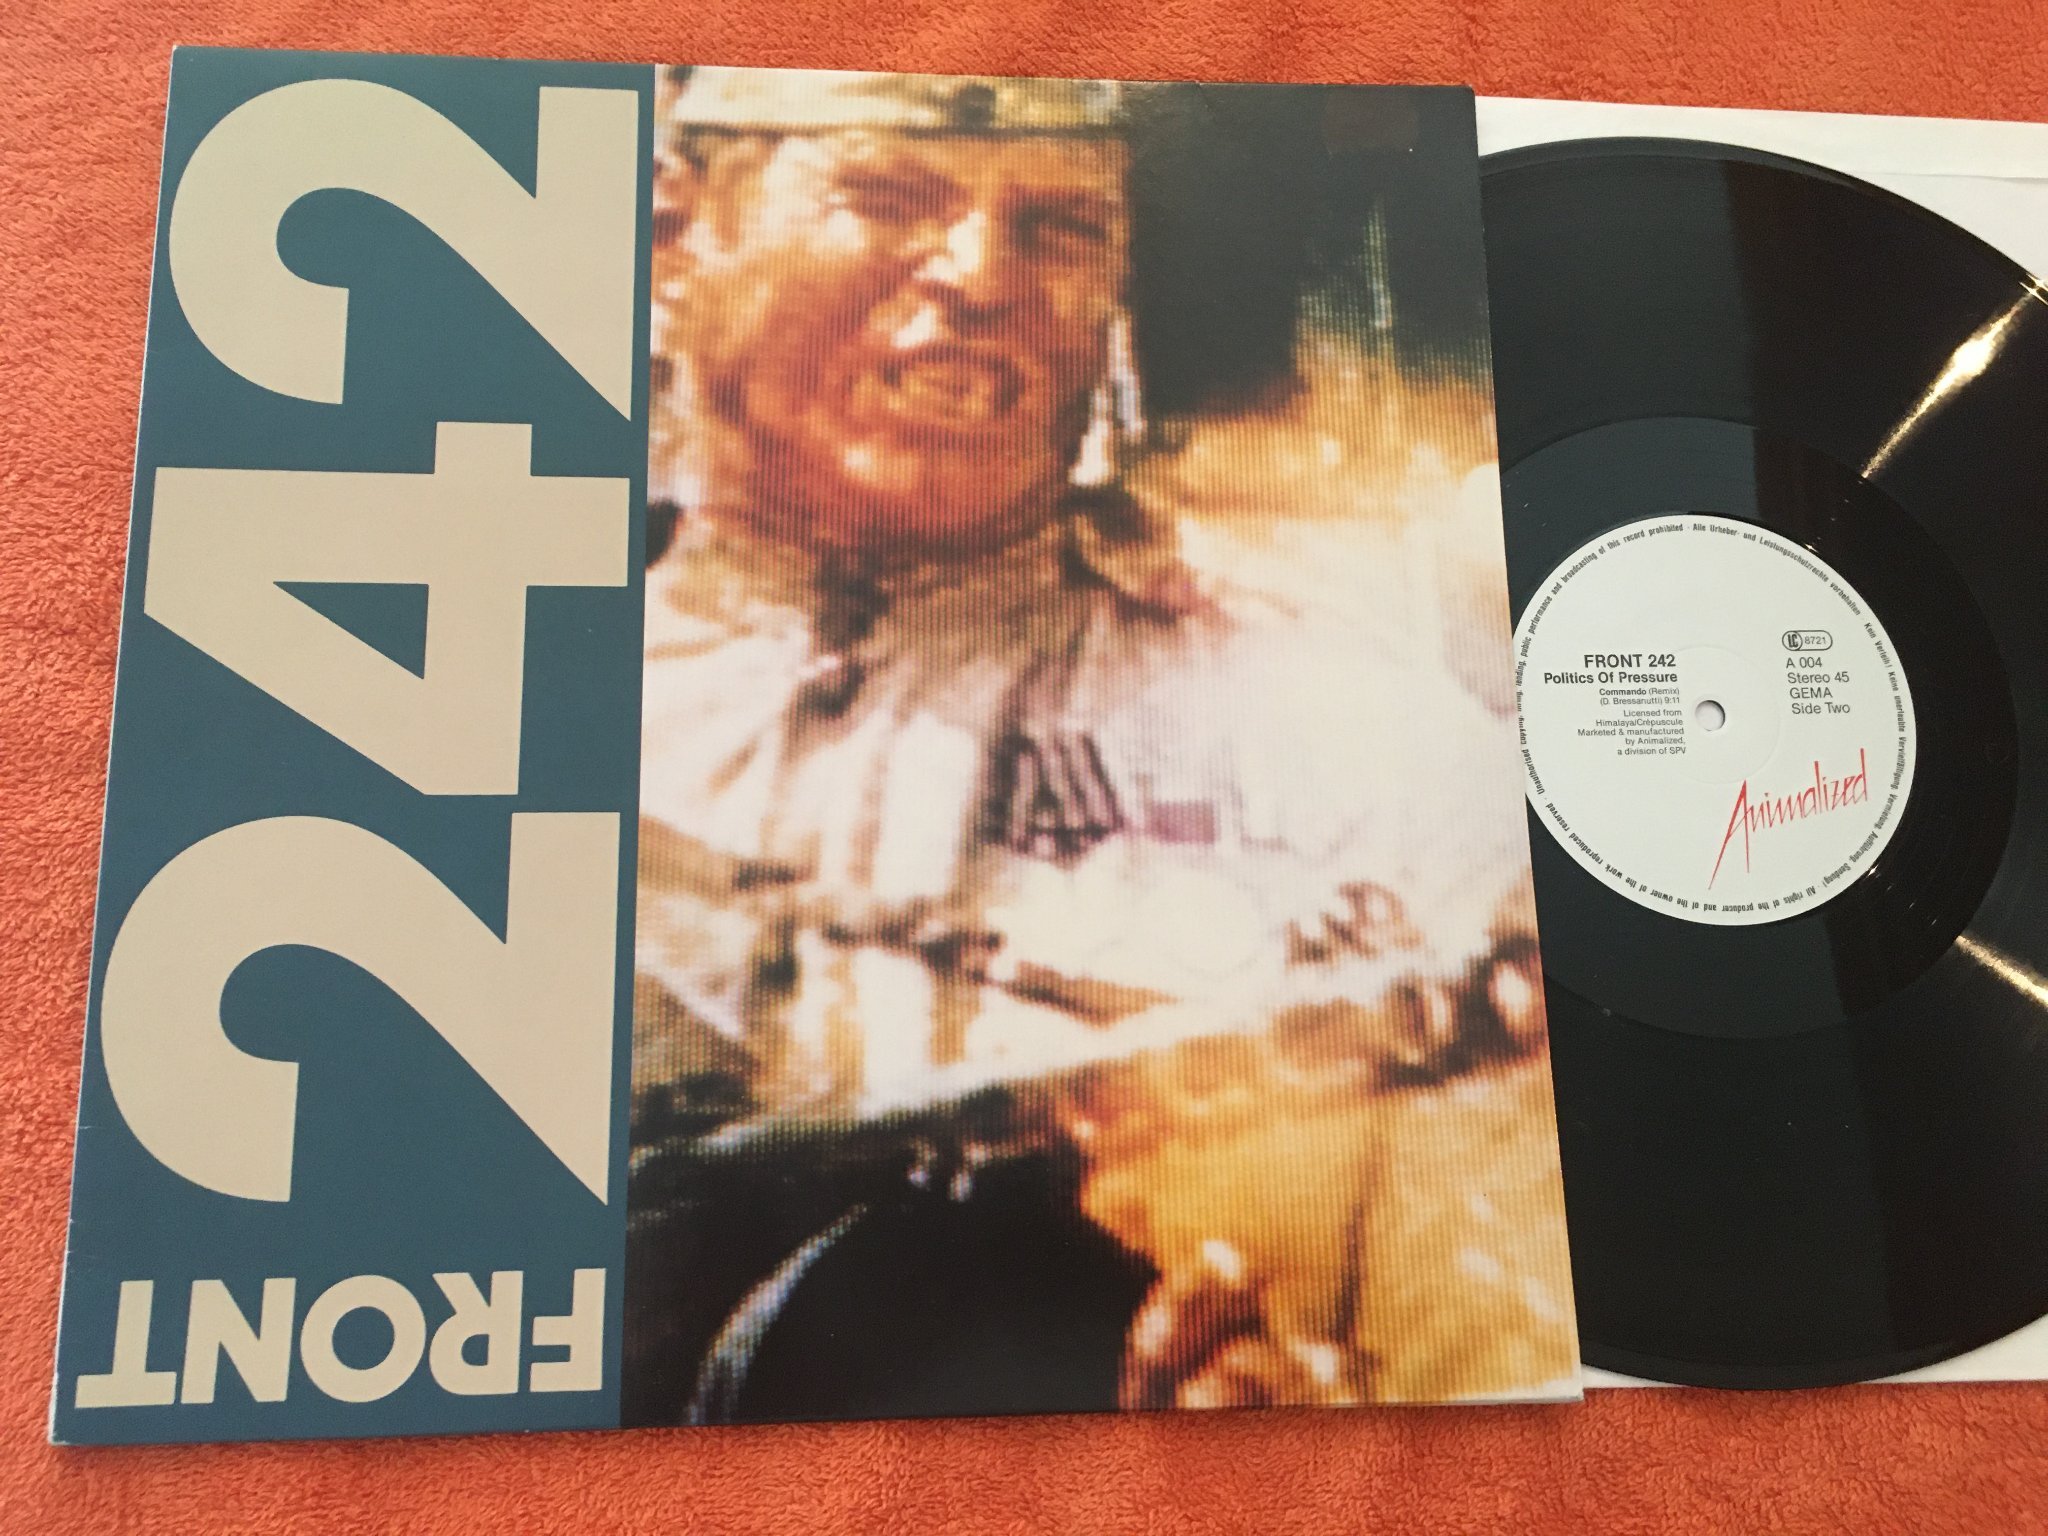 FRONT
242
FRONT 242
Politics Of Pressure
Commando (Remix)
(D. Bressanutti) 9:11
Licensed from
Himalaya/Crépuscule
Marketed & manufactured
by Animalized,
a division of SPV
LC 8721
A 004
Stereo 45
GEMA
Side Two
Animalized
All rights of the producer and of the owner of the work reproduced reserved · Unauthorised copying, hiring, lending, public performance and broadcasting of this record prohibited · Alle Urheber- und Leistungsschutzrechte vorbehalten · Kein Verleih! Keine unerlaubte Vervielfältigung, Vermietung, Aufführung, Sendung!